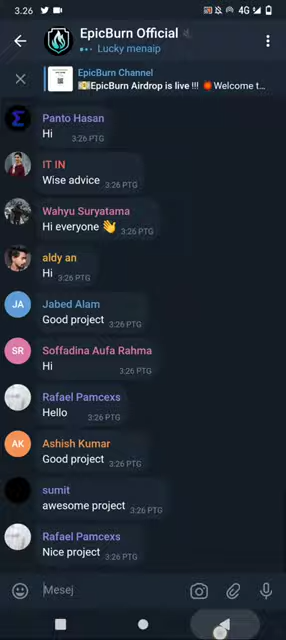 3.26
4G
EpicBurn Official
Lucky menaip
EpicBurn Channel
💵EpicBurn Airdrop is live !!! 💥Welcome t...
Panto Hasan
Hi
3:26 PTG
IT IN
Wise advice
3:26 PTG
Wahyu Suryatama
Hi everyone 👋
3:26 PTG
aldy an
Hi
3:26 PTG
JA
Jabed Alam
Good project
3:26 PTG
SR
Soffadina Aufa Rahma
Hi
3:26 PTG
Rafael Pamcexs
Hello
3:26 PTG
AK
Ashish Kumar
Good project
3:26 PTG
sumit
awesome project
3:26 PTG
Rafael Pamcexs
Nice project
3:26 PTG
Mesej